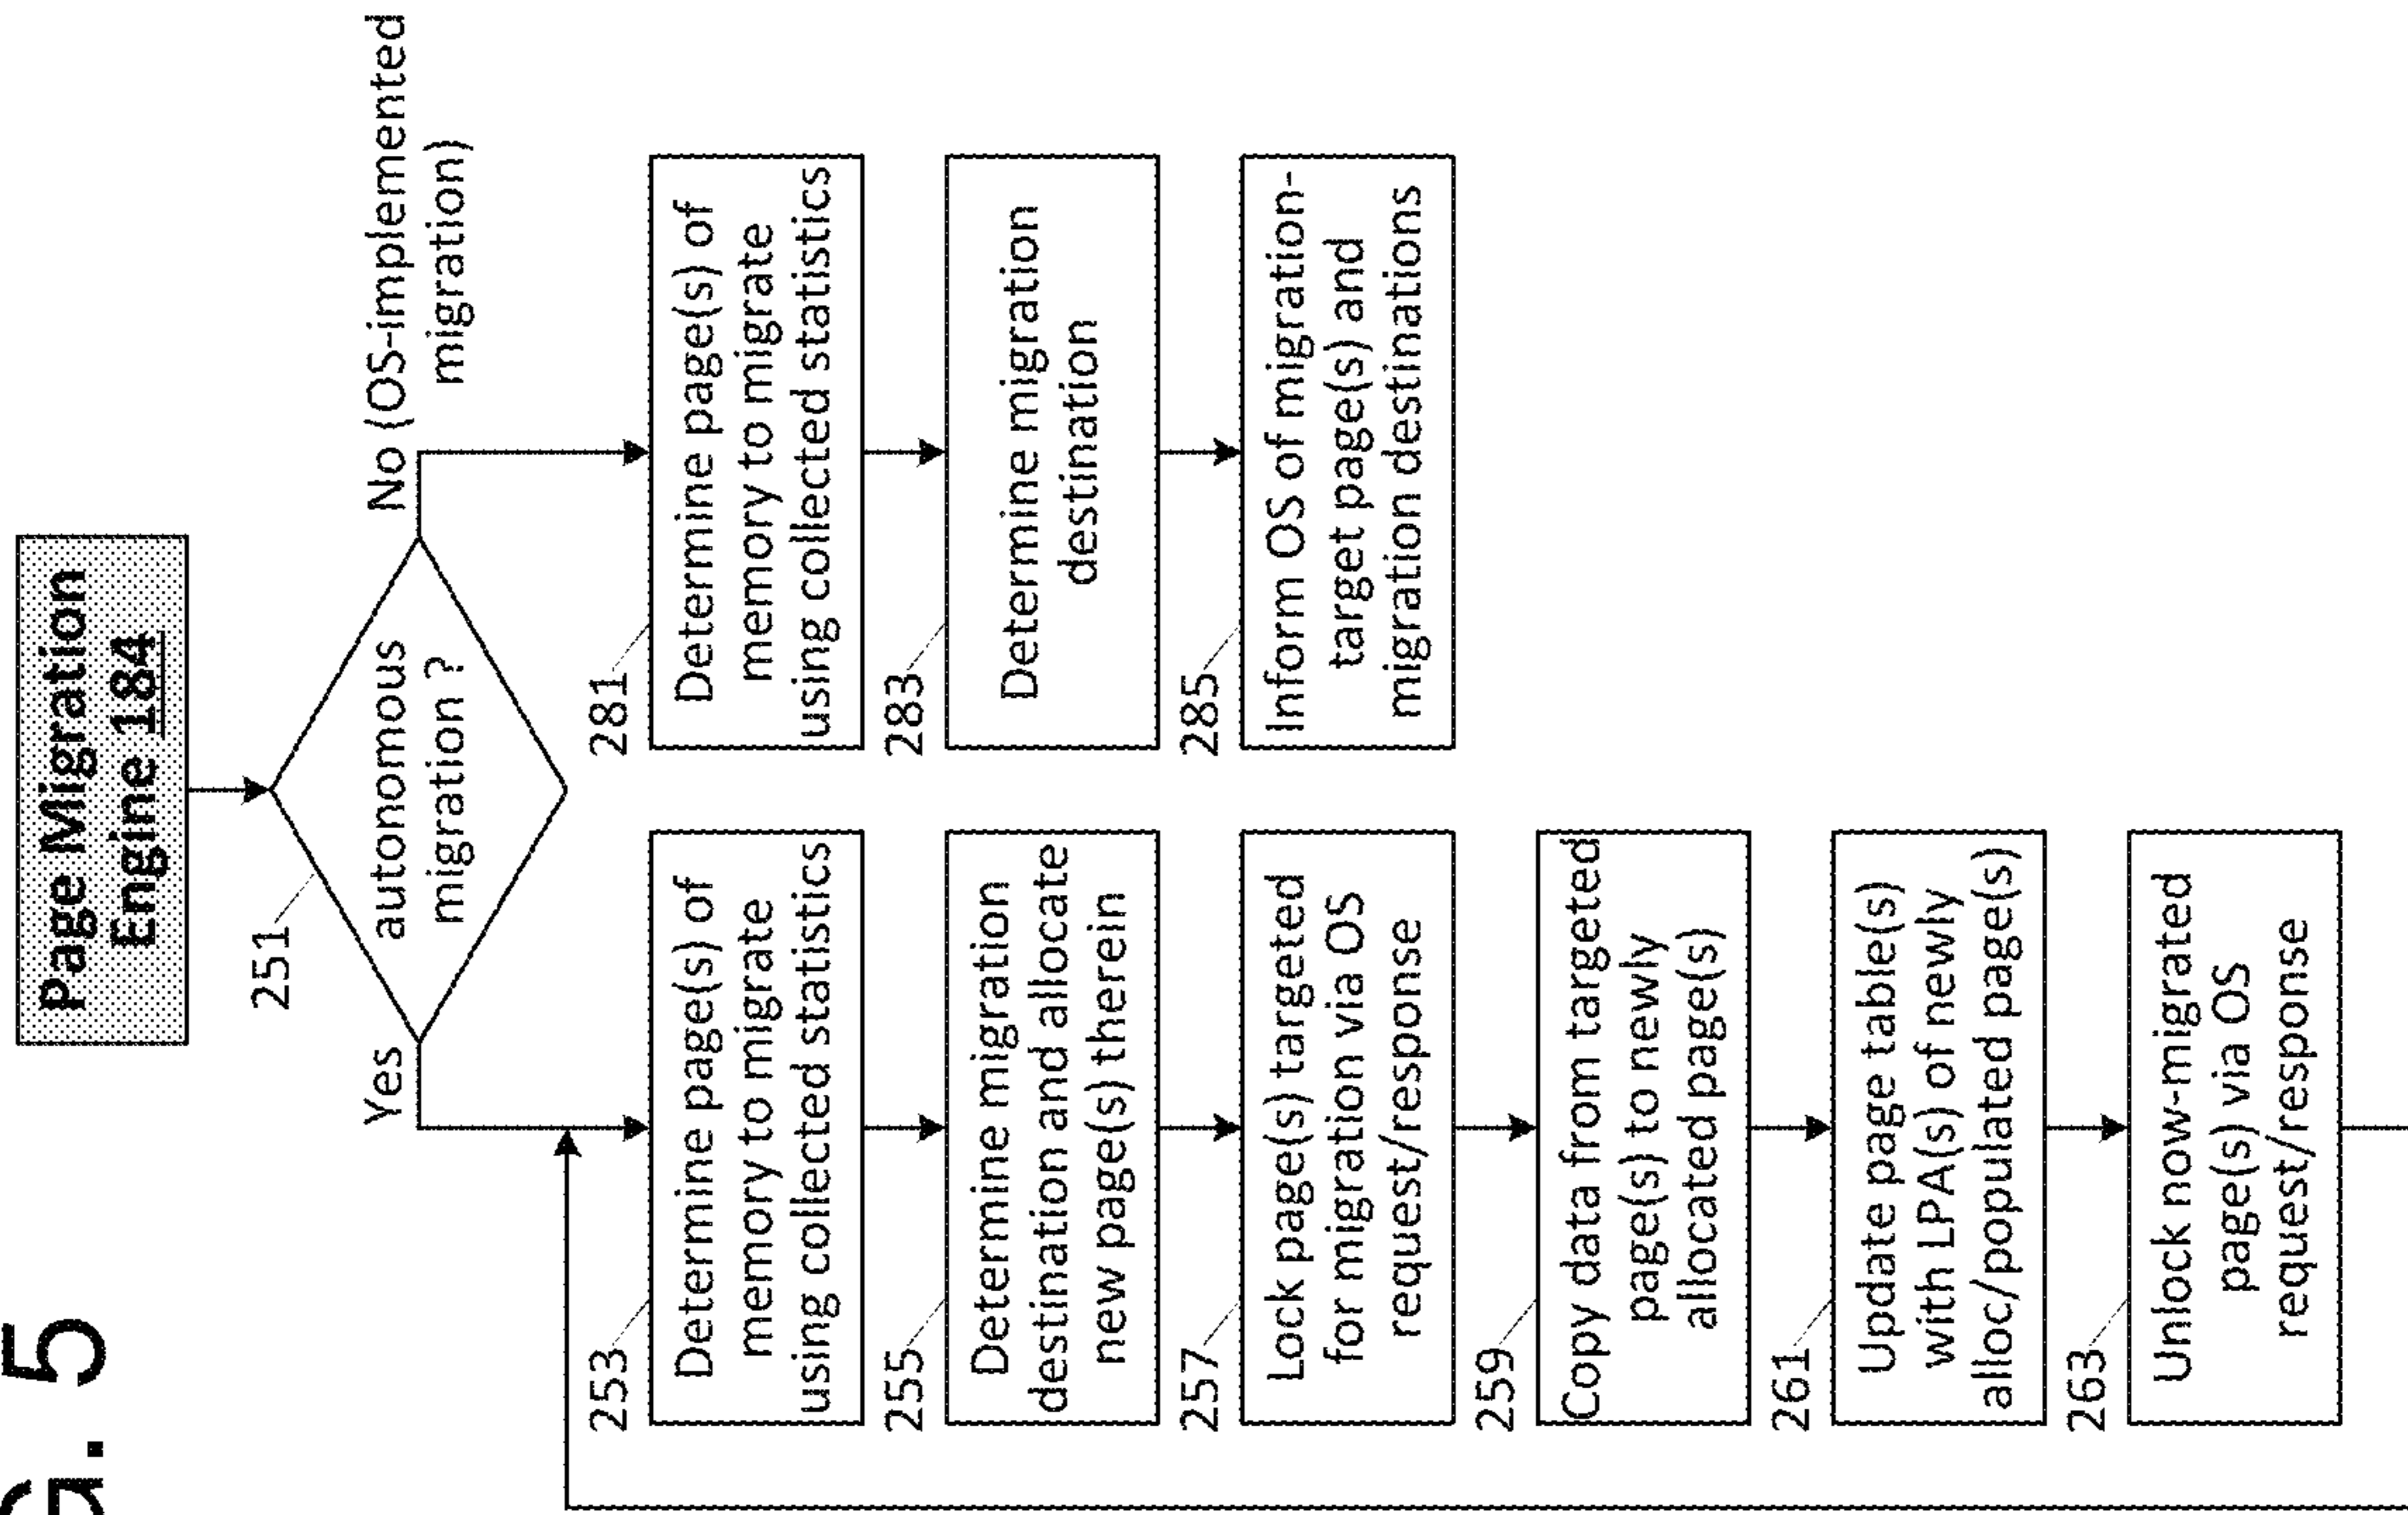 G. 5
Page Migration
Engine 184
251
autonomous
migration ?
Yes
No (OS-implemented
migration)
253
Determine page(s) of
memory to migrate
using collected statistics
255
Determine migration
destination and allocate
new page(s) therein
257
Lock page(s) targeted
for migration via OS
request/response
259
Copy data from targeted
page(s) to newly
allocated page(s)
261
Update page table(s)
with LPA(s) of newly
alloc/populated page(s)
263
Unlock now-migrated
page(s) via OS
request/response
281
Determine page(s) of
memory to migrate
using collected statistics
283
Determine migration
destination
285
Inform OS of migration-
target page(s) and
migration destinations